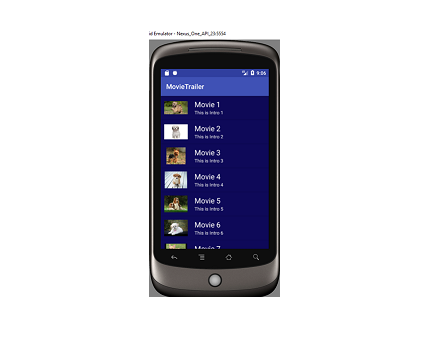 id Emulator - Nexus_One_API_23:5554
9:06
MovieTrailer
Movie 1
This is Intro 1
Movie 2
This is Intro 2
Movie 3
This is Intro 3
Movie 4
This is Intro 4
Movie 5
This is Intro 5
Movie 6
This is Intro 6
Movie 7